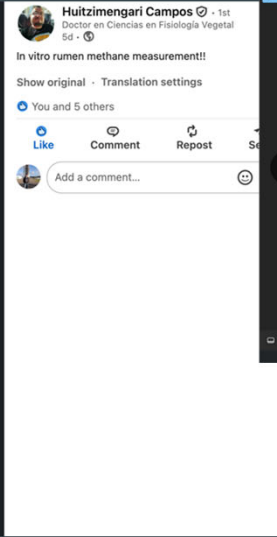 Huitzimengari Campos · 1st
Doctor en Ciencias en Fisiología Vegetal
5d ·
In vitro rumen methane measurement!!
Show original · Translation settings
You and 5 others
Like Comment Repost Se
Add a comment...